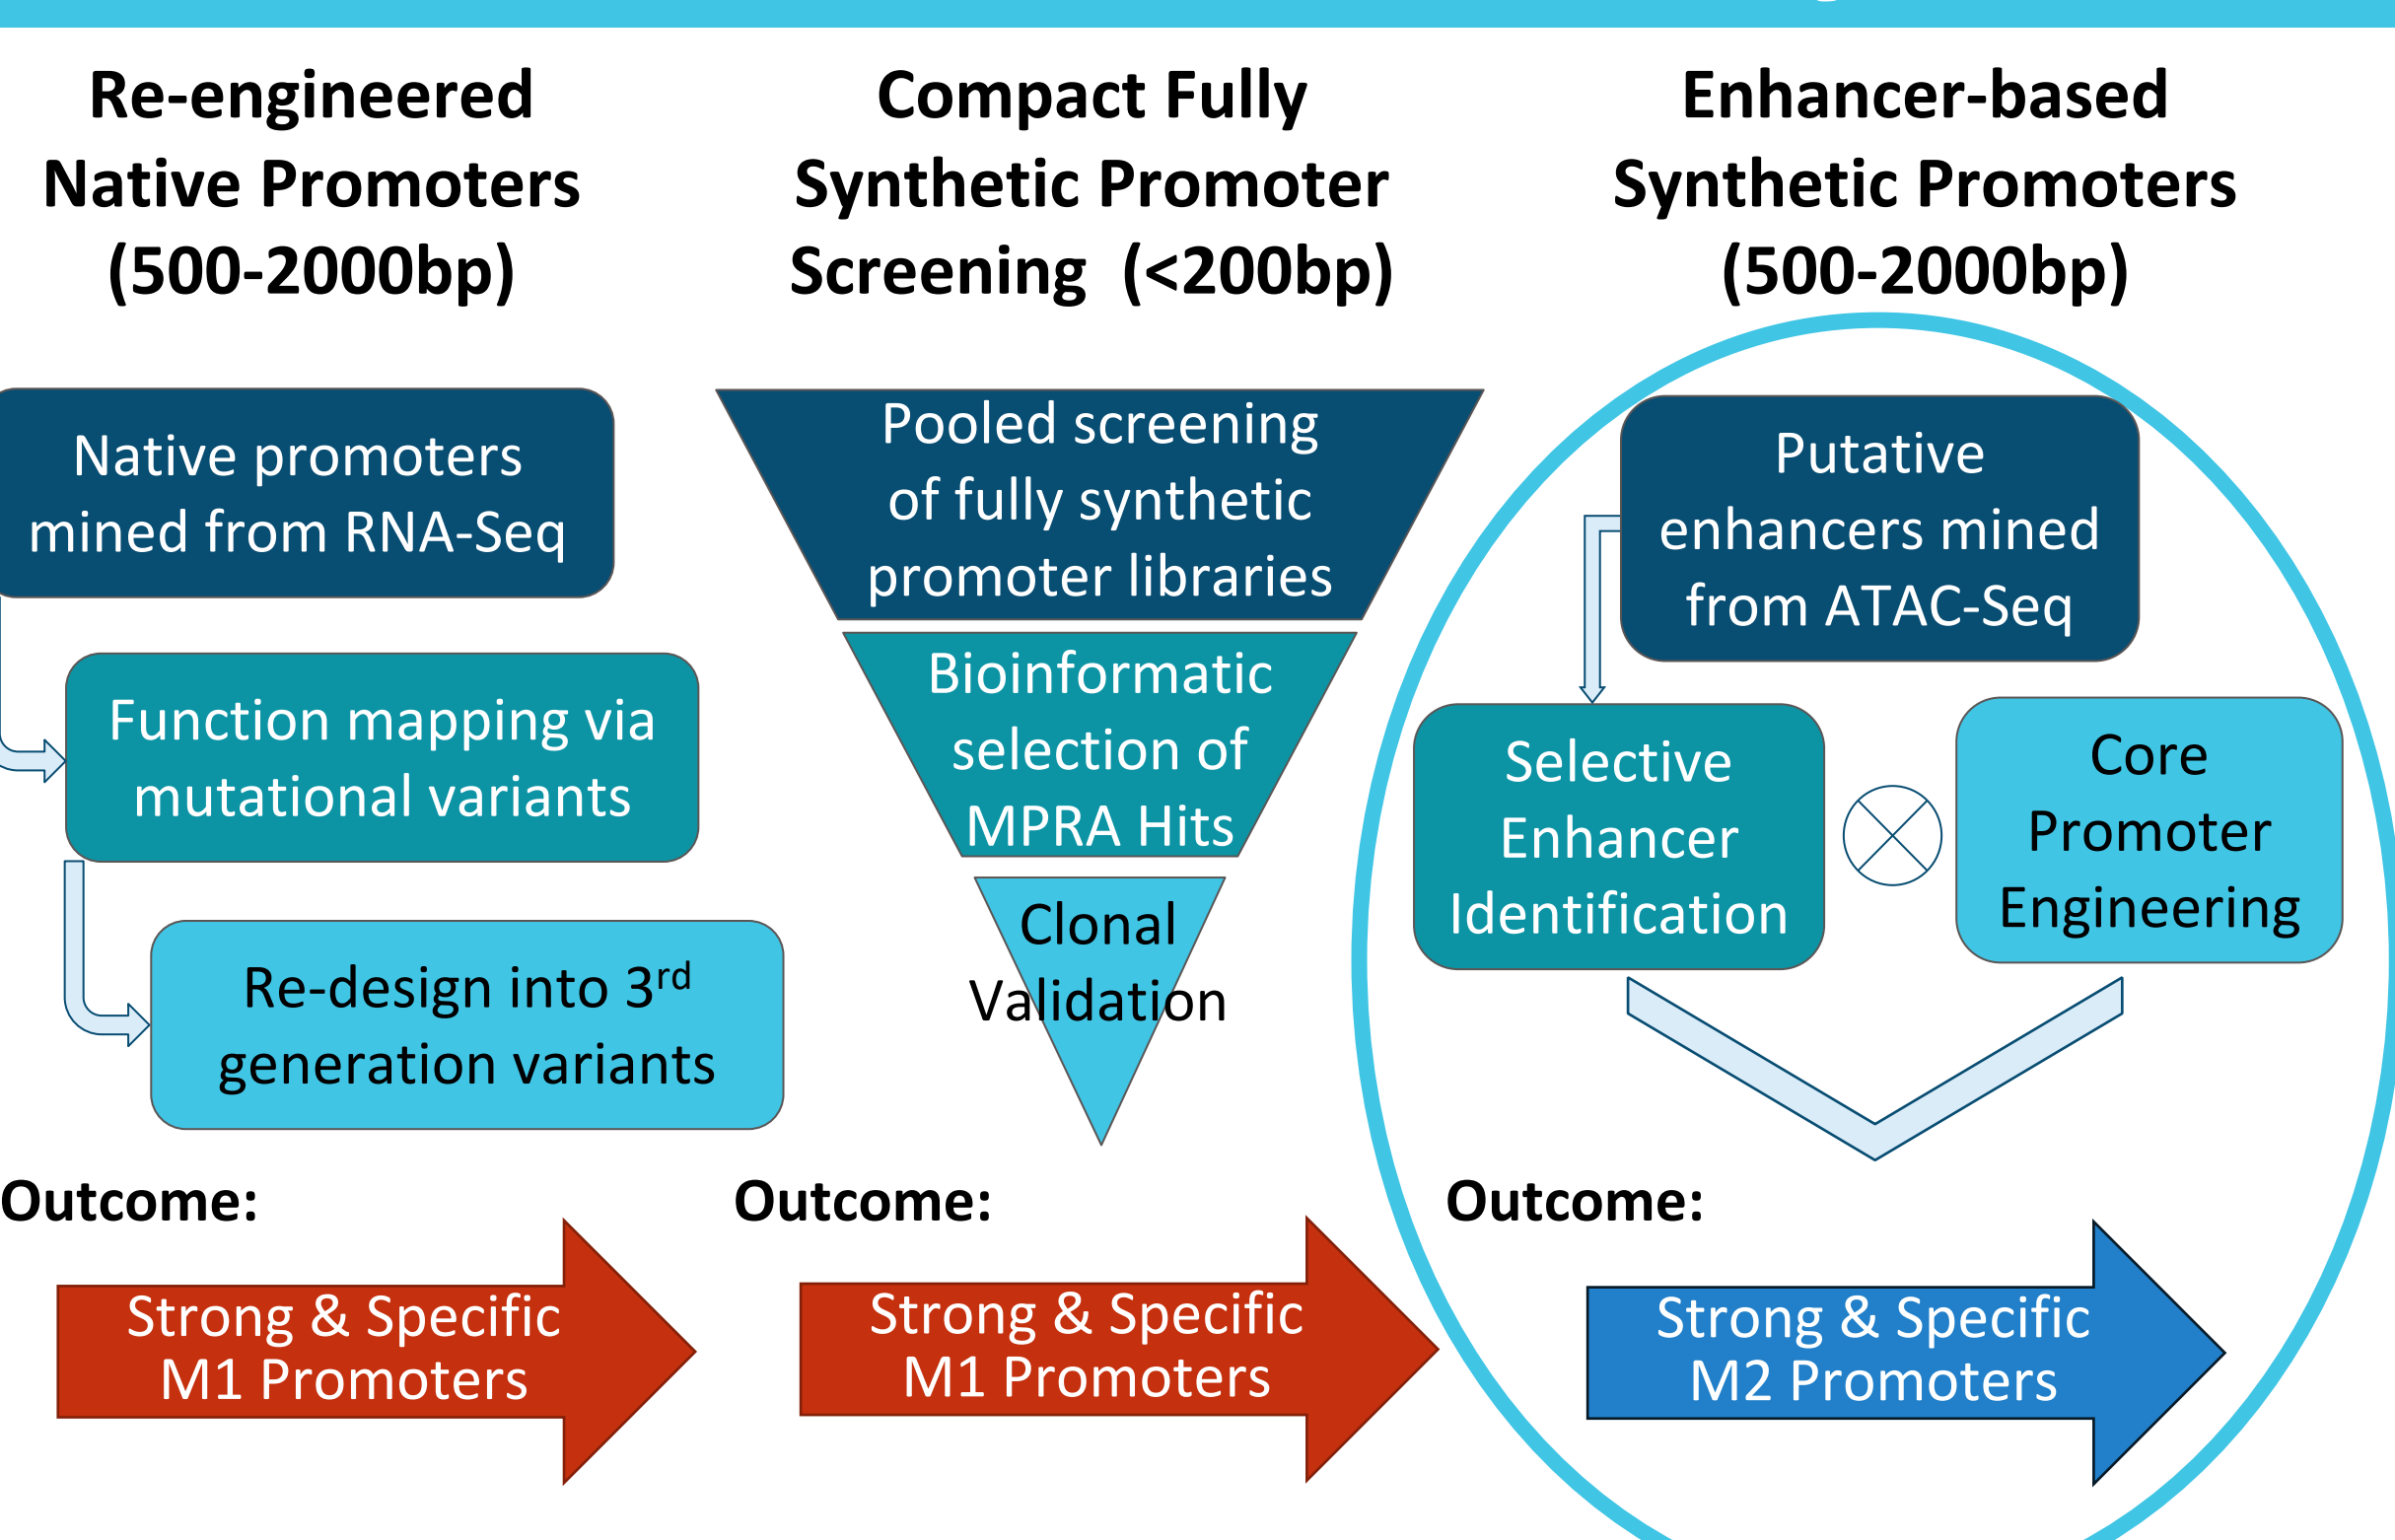 Re-engineered
Native Promoters
(500-2000bp)
Native promoters
mined from RNA-Seq
Function mapping via
mutational variants
Re-design into 3rd
generation variants
Outcome:
Strong & Specific
M1 Promoters
Compact Fully
Synthetic Promoter
Screening (<200bp)
Pooled screening
of fully synthetic
promoter libraries
Bioinformatic
selection of
MPRA Hits
Clonal
Validation
Outcome:
Strong & Specific
M1 Promoters
Enhancer-based
Synthetic Promoters
(500-2000bp)
Putative
enhancers mined
from ATAC-Seq
Selective
Enhancer
Identification
Core
Promoter
Engineering
Outcome:
Strong & Specific
M2 Promoters